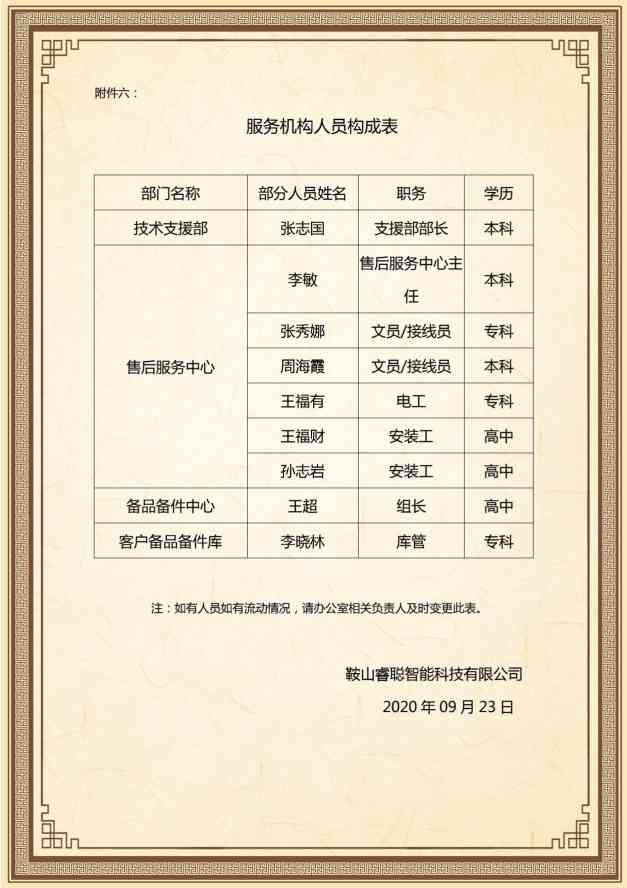 附件六：
服务机构人员构成表
部门名称 部分人员姓名 职务 学历
技术支援部 张志国 支援部部长 本科
售后服务中心 李敏 售后服务中心主任 本科
张秀娜 文员/接线员 专科
周海霞 文员/接线员 本科
王福有 电工 专科
王福财 安装工 高中
孙志岩 安装工 高中
备品备件中心 王超 组长 高中
客户备品备件库 李晓林 库管 专科
注：如有人员如有流动情况，请办公室相关负责人及时变更此表。
鞍山睿聪智能科技有限公司
2020年09月23日